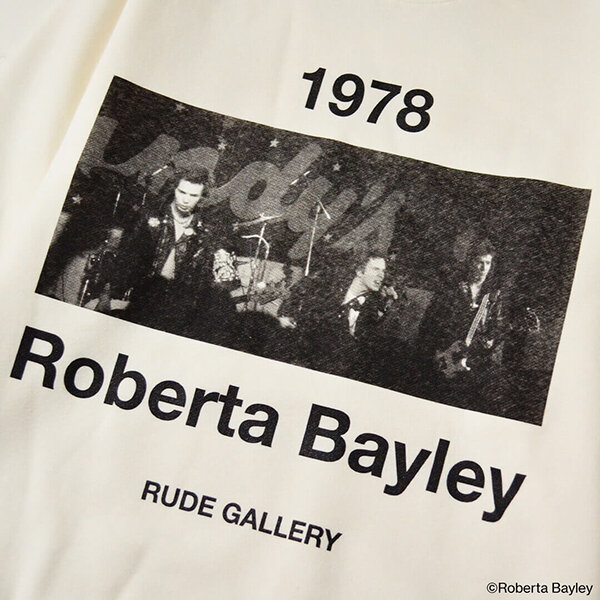 1978
Roberta Bayley
RUDE GALLERY
©Roberta Bayley